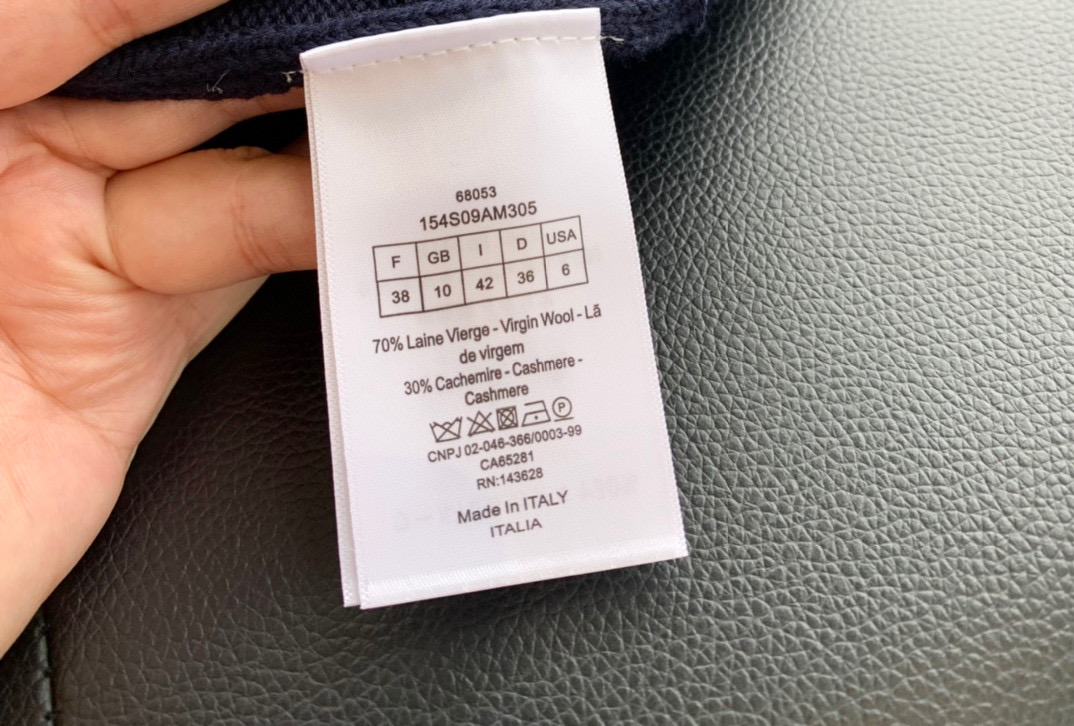 68053
154S09AM305
F GB I D USA
38 10 42 36 6
70% Laine Vierge - Virgin Wool - Lã
de virgem
30% Cachemire - Cashmere -
Cashmere
P
CNPJ 02-046-366/0003-99
CA65281
RN:143628
Made In ITALY
ITALIA